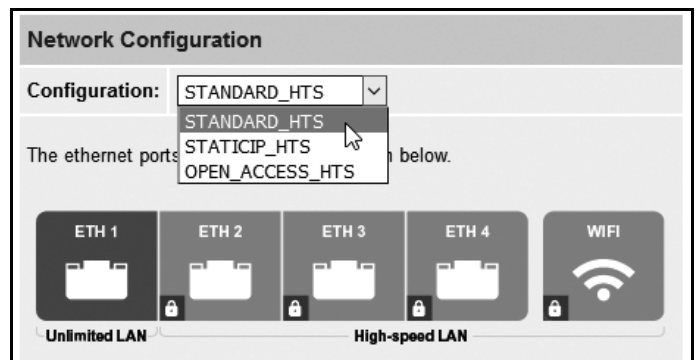 Network Configuration
Configuration: STANDARD_HTS
STANDARD_HTS
STATICIP_HTS
The ethernet ports below.
OPEN_ACCESS_HTS
ETH 1 ETH 2 ETH 3 ETH 4 WIFI
Unlimited LAN High-speed LAN